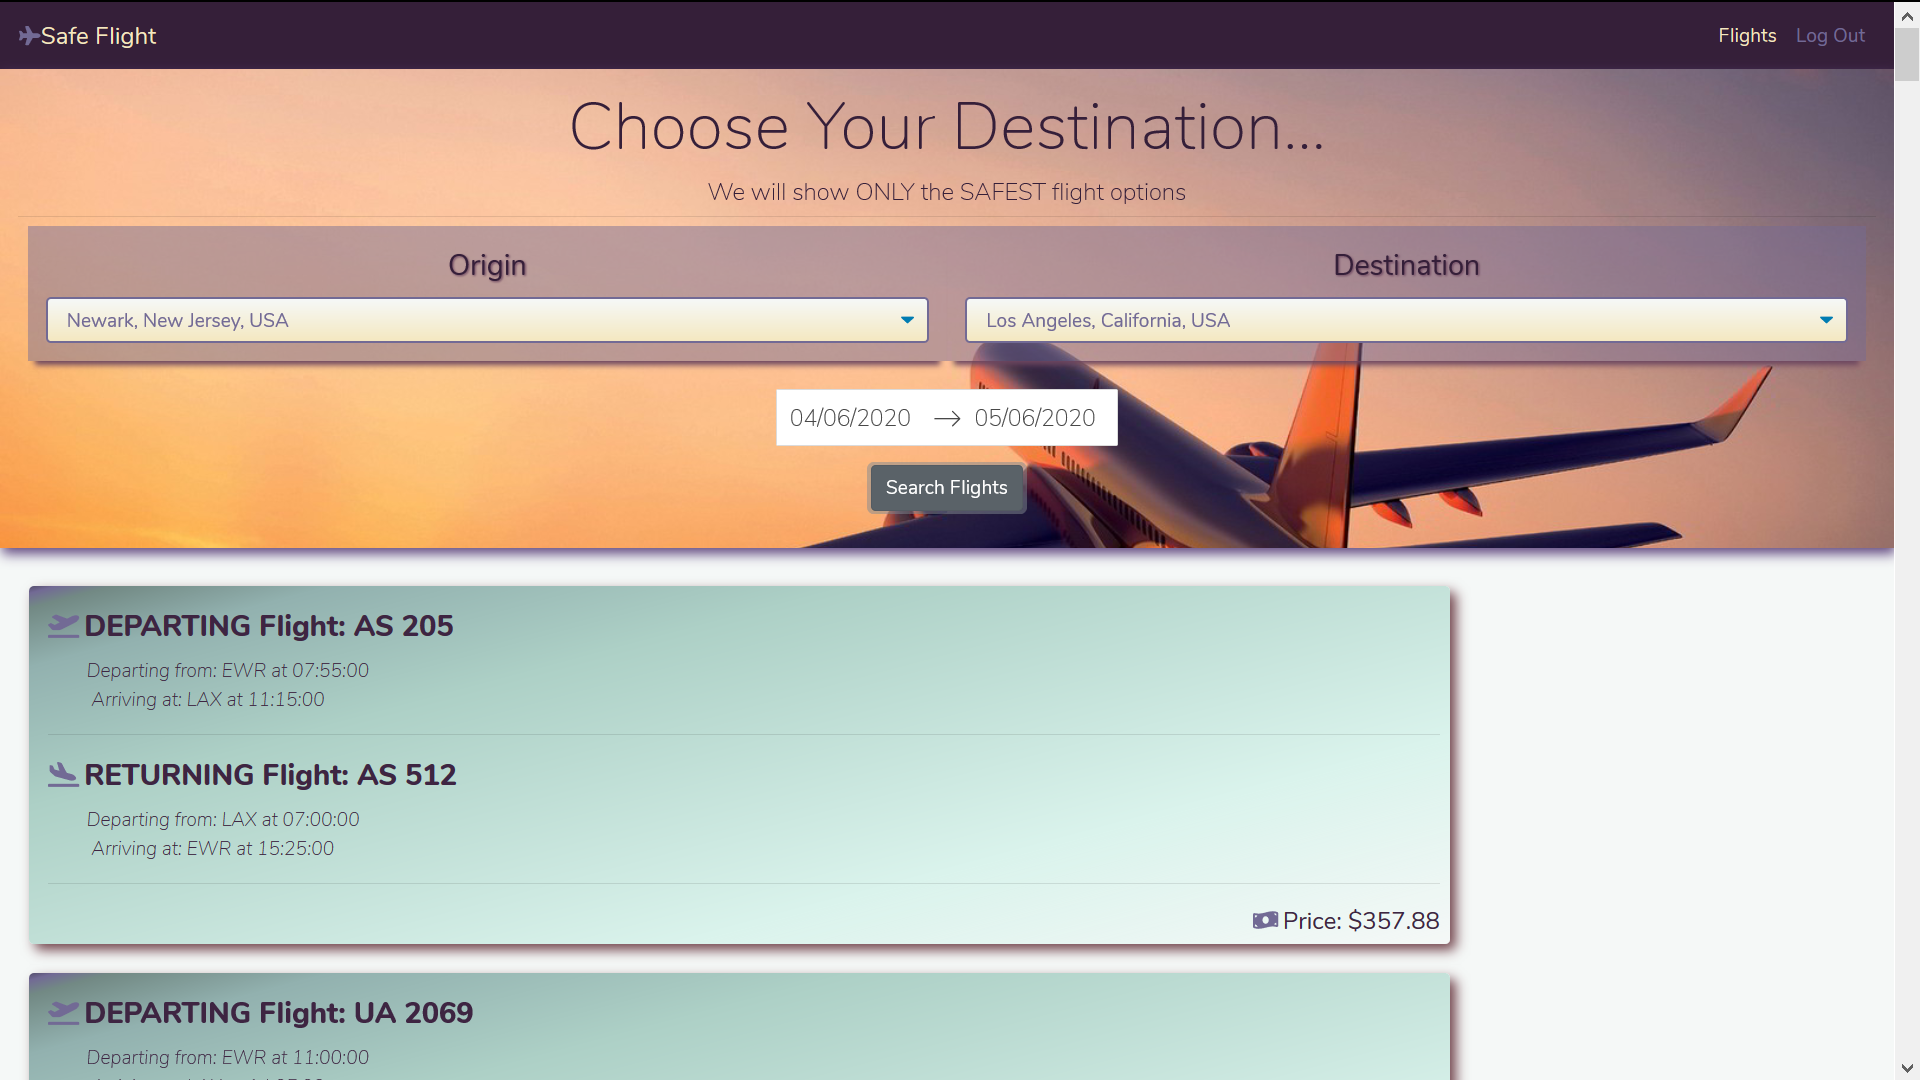 Safe Flight
Flights
Log Out
Choose Your Destination...
We will show ONLY the SAFEST flight options
Origin
Destination
Newark, New Jersey, USA
Los Angeles, California, USA
04/06/2020
05/06/2020
Search Flights
DEPARTING Flight: AS 205
Departing from: EWR at 07:55:00
Arriving at: LAX at 11:15:00
RETURNING Flight: AS 512
Departing from: LAX at 07:00:00
Arriving at: EWR at 15:25:00
Price: $357.88
DEPARTING Flight: UA 2069
Departing from: EWR at 11:00:00